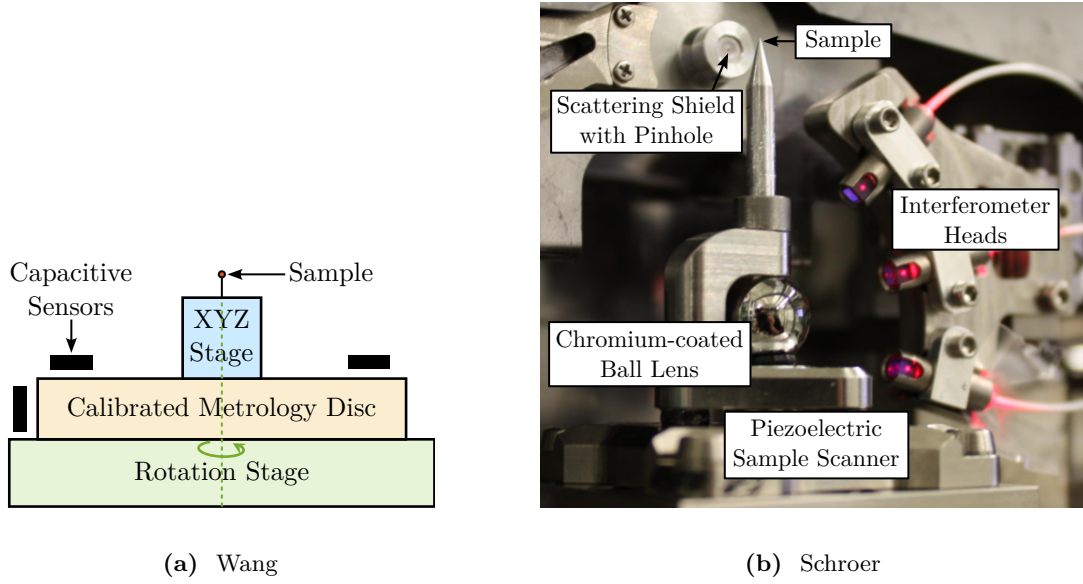 Capacitive
Sensors
Sample
XYZ
Stage
Calibrated Metrology Disc
Rotation Stage
(a) Wang
Sample
Scattering Shield
with Pinhole
Interferometer
Heads
Chromium-coated
Ball Lens
Piezoelectric
Sample Scanner
(b) Schroer